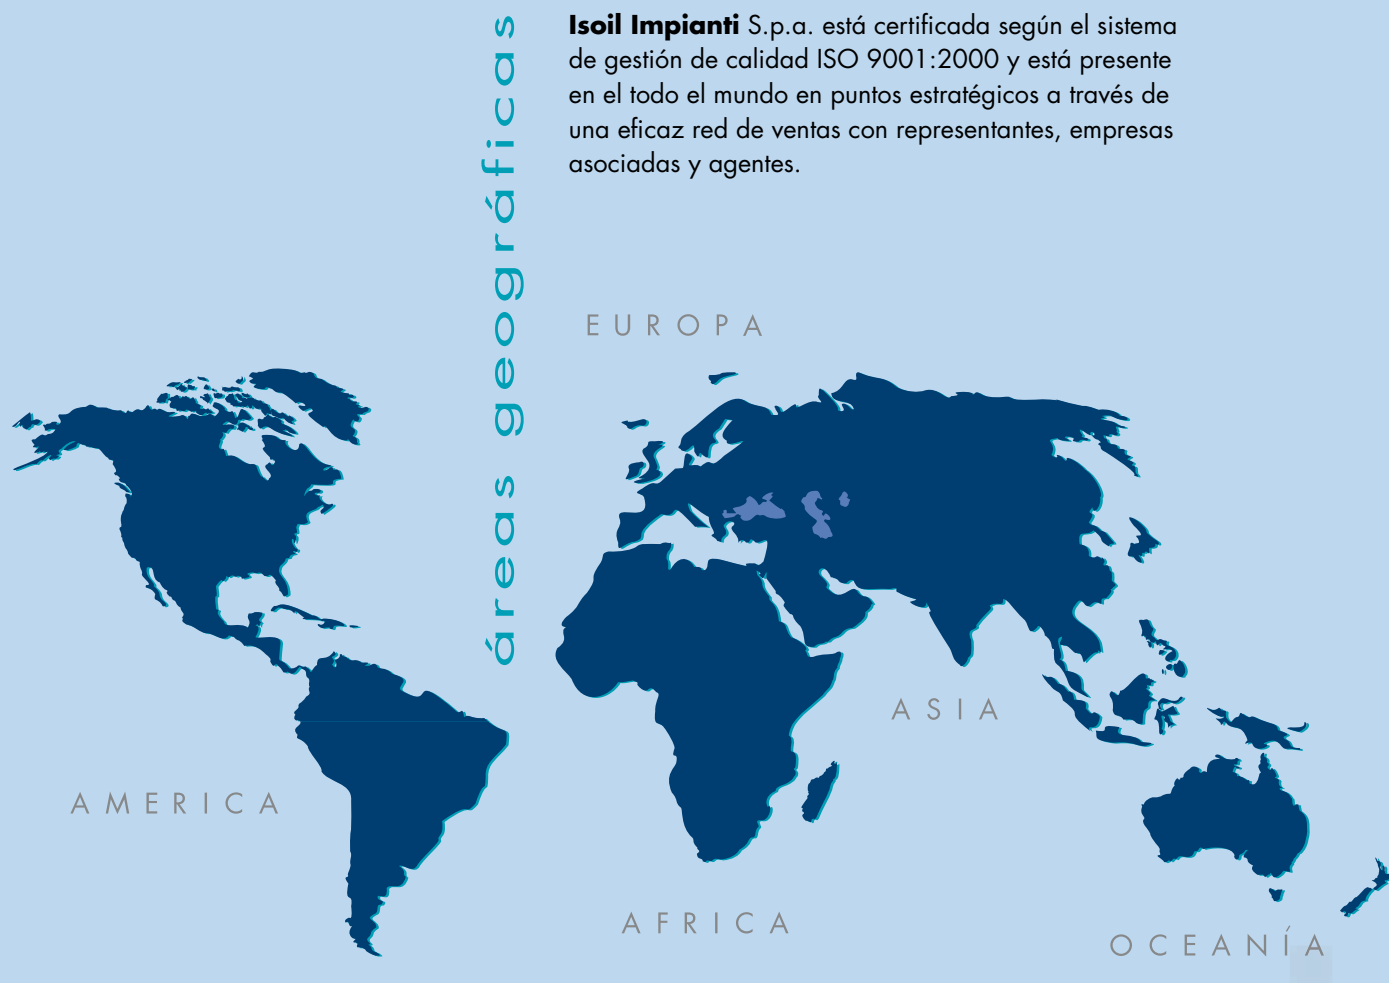 áreas geográficas
Isoil Impianti S.p.a. está certificada según el sistema
de gestión de calidad ISO 9001:2000 y está presente
en el todo el mundo en puntos estratégicos a través de
una eficaz red de ventas con representantes, empresas
asociadas y agentes.
EUROPA
ASIA
AMERICA
AFRICA
OCEANÍA